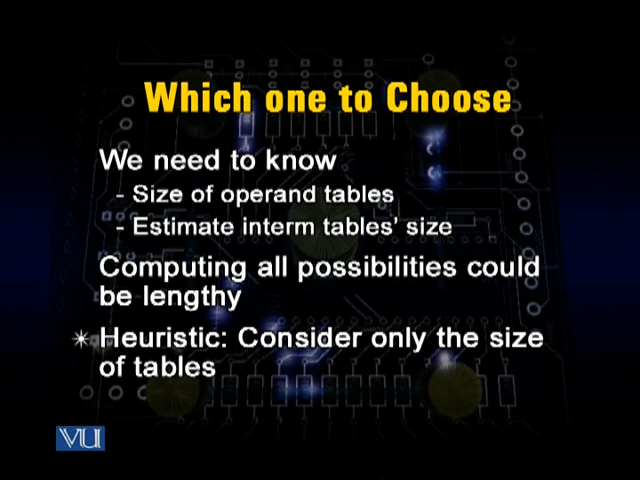 Which one to Choose
We need to know
- Size of operand tables
- Estimate interm tables' size
Computing all possibilities could
be lengthy
Heuristic: Consider only the size
of tables
VU